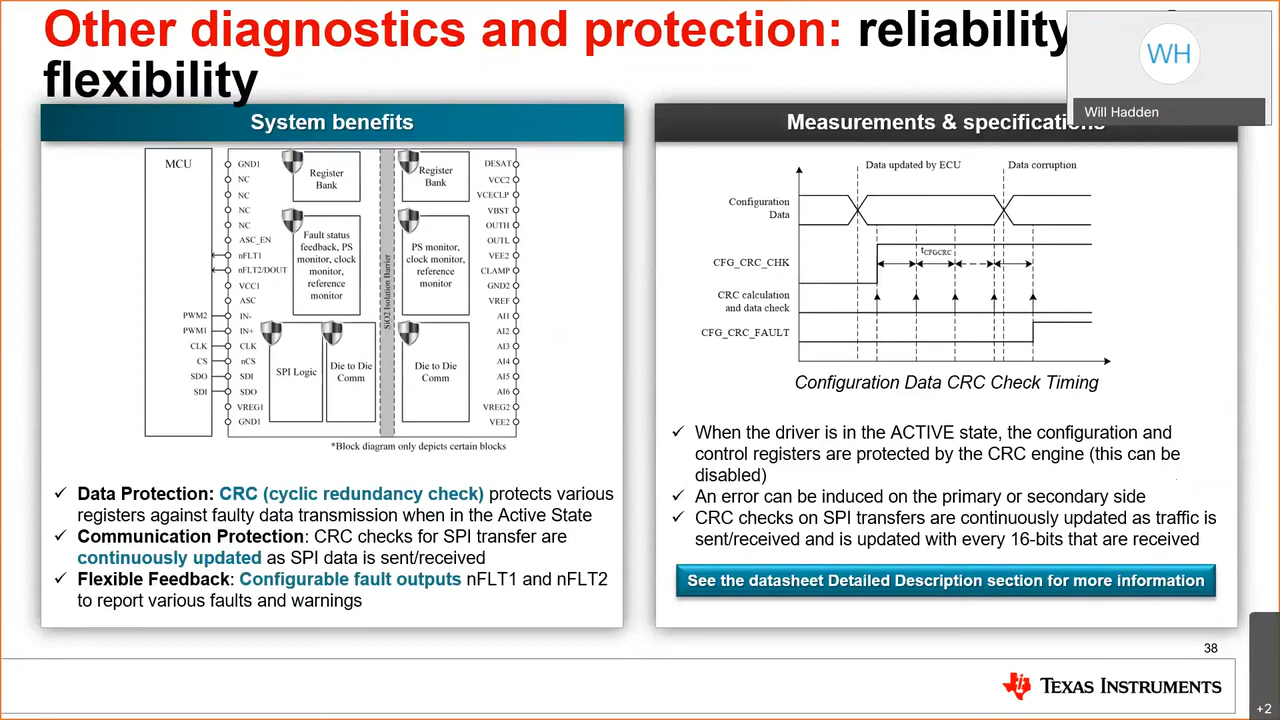 Other diagnostics and protection: reliability
flexibility
WH
Will Hadden
System benefits
MCU
PWM2
PWM1
CLK
CS
SDO
SDI
GND1
NC
NC
NC
NC
ASC_EN
nFLT1
nFLT2/DOUT
VCC1
ASC
IN-
IN+
CLK
nCS
SDI
SDO
VREG1
GND1
Register
Bank
Fault status
feedback, PS
monitor, clock
monitor,
reference
monitor
SPI Logic
Die to Die
Comm
SiO2 Isolation Barrier
Register
Bank
PS monitor,
clock monitor,
reference
monitor
Die to Die
Comm
DESAT
VCC2
VCECLP
VBST
OUTH
OUTL
VEE2
CLAMP
GND2
VREF
AI1
AI2
AI3
AI4
AI5
AI6
VREG2
VEE2
*Block diagram only depicts certain blocks
✓ Data Protection: CRC (cyclic redundancy check) protects various
registers against faulty data transmission when in the Active State
✓ Communication Protection: CRC checks for SPI transfer are
continuously updated as SPI data is sent/received
✓ Flexible Feedback: Configurable fault outputs nFLT1 and nFLT2
to report various faults and warnings
Measurements & specifications
Data updated by ECU
Data corruption
Configuration
Data
tCFGCRC
CFG_CRC_CHK
CRC calculation
and data check
CFG_CRC_FAULT
Configuration Data CRC Check Timing
✓ When the driver is in the ACTIVE state, the configuration and
control registers are protected by the CRC engine (this can be
disabled)
✓ An error can be induced on the primary or secondary side
✓ CRC checks on SPI transfers are continuously updated as traffic is
sent/received and is updated with every 16-bits that are received
See the datasheet Detailed Description section for more information
38
TEXAS INSTRUMENTS
+2